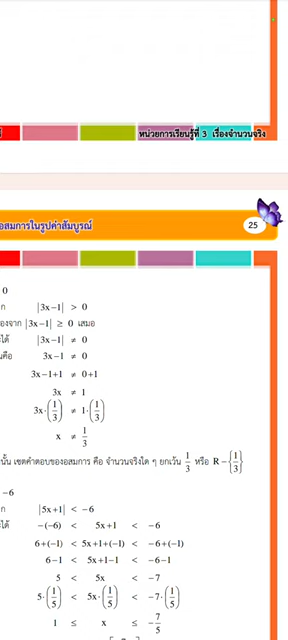 หน่วยการเรียนรู้ที่ 3 เรื่องจำนวนจริง
อสมการในรูปค่าสัมบูรณ์
25
0
ก |3x−1| > 0
องจาก |3x−1| ≥ 0 เสมอ
ะได้ |3x−1| ≠ 0
นคือ 3x−1 ≠ 0
3x−1+1 ≠ 0+1
3x ≠ 1
3x·(1/3) ≠ 1·(1/3)
x ≠ 1/3
นั้น เซตคำตอบของอสมการ คือ จำนวนจริงใด ๆ ยกเว้น 1/3 หรือ R−{1/3}
−6
ก |5x+1| < −6
ะได้ −(−6) < 5x+1 < −6
6+(−1) < 5x+1+(−1) < −6+(−1)
6−1 < 5x+1−1 < −6−1
5 < 5x < −7
5·(1/5) < 5x·(1/5) < −7·(1/5)
1 ≤ x ≤ −7/5